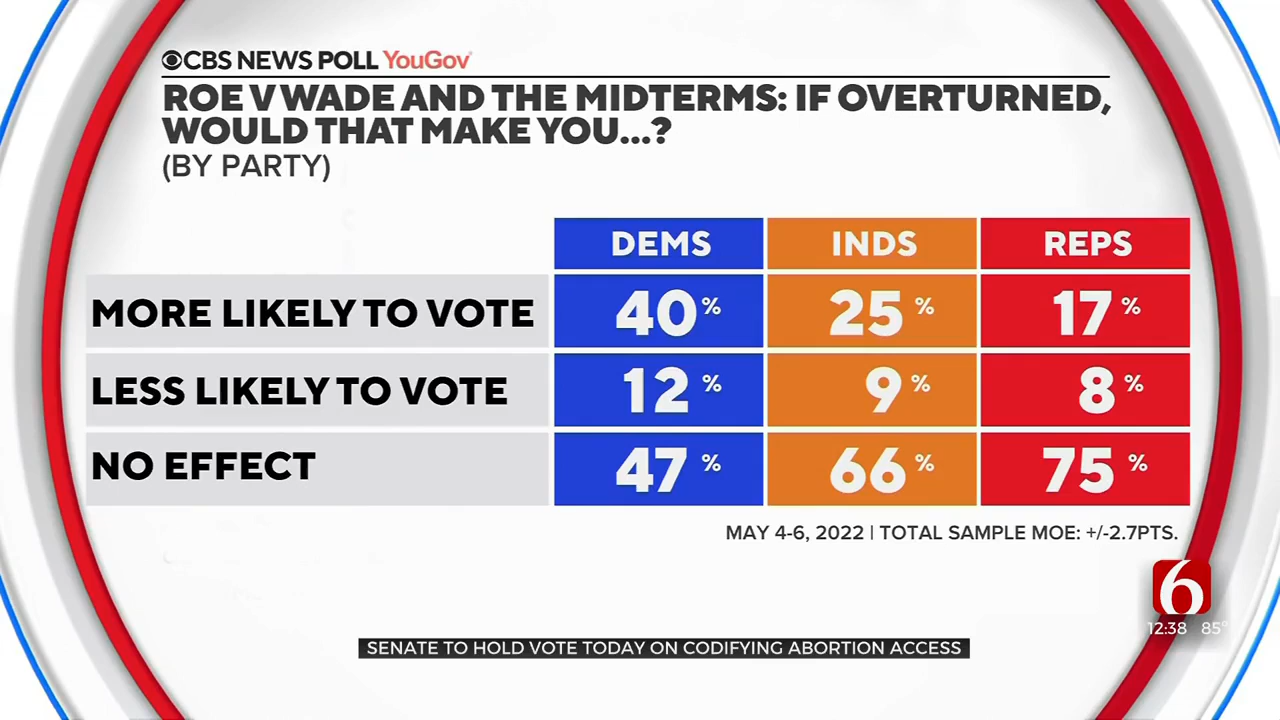 CBS NEWS POLL YouGov
ROE V WADE AND THE MIDTERMS: IF OVERTURNED,
WOULD THAT MAKE YOU...?
(BY PARTY)
DEMS INDS REPS
MORE LIKELY TO VOTE 40% 25% 17%
LESS LIKELY TO VOTE 12% 9% 8%
NO EFFECT 47% 66% 75%
MAY 4-6, 2022 | TOTAL SAMPLE MOE: +/-2.7PTS.
6
12:38 85°
SENATE TO HOLD VOTE TODAY ON CODIFYING ABORTION ACCESS